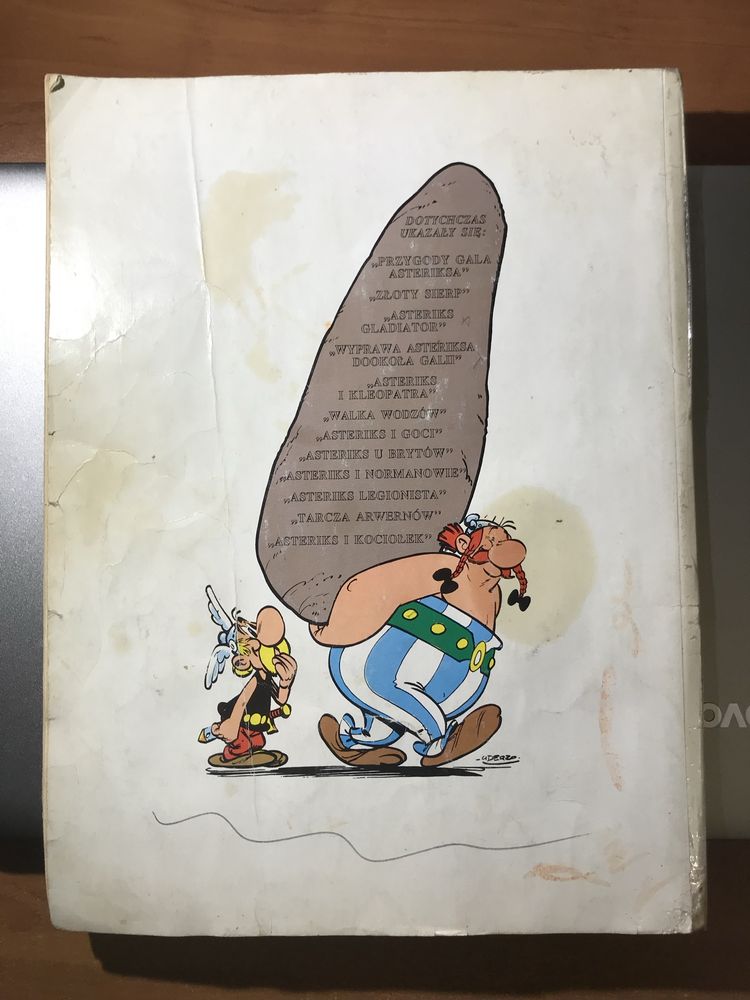 DOTYCHCZAS
UKAZAŁY SIĘ:
„PRZYGODY GALA
ASTERIKSA”
„ZŁOTY SIERP”
„ASTERIKS
GLADIATOR”
„WYPRAWA ASTERIKSA
DOOKOŁA GALII”
„ASTERIKS
I KLEOPATRA”
„WALKA WODZÓW”
„ASTERIKS I GOCI”
„ASTERIKS U BRYTÓW”
„ASTERIKS I NORMANOWIE”
„ASTERIKS LEGIONISTA”
„TARCZA ARWERNÓW”
„ASTERIKS I KOCIOŁEK”
-UDERZO-